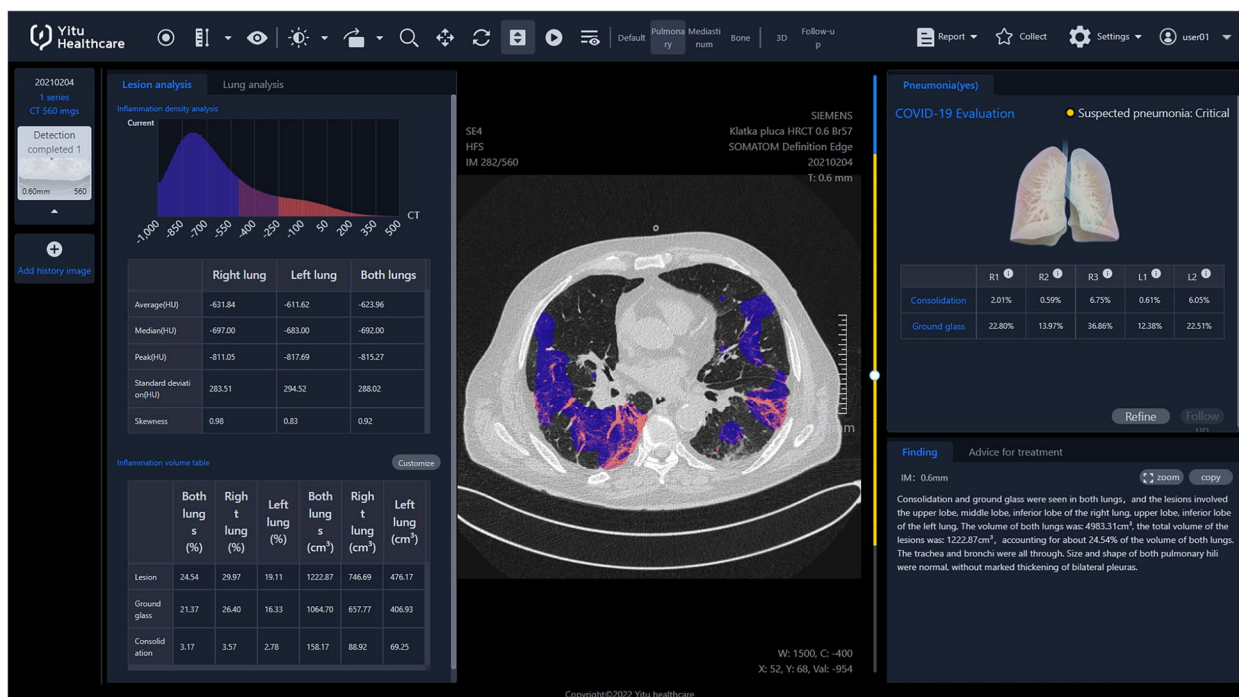 Yitu
Healthcare
Default
Pulmona
ry
Mediasti
num
Bone
3D
Follow-u
p
Report
Collect
Settings
user01
20210204
1 series
CT 560 imgs
Detection
completed 1
0.60mm 560
Add history image
Lesion analysis Lung analysis
Inflammation density analysis
Current
CT
-1,000 -850 -700 -550 -400 -250 -100 50 200 350 500
Right lung Left lung Both lungs
Average(HU) -631.84 -611.62 -623.96
Median(HU) -697.00 -683.00 -692.00
Peak(HU) -811.05 -817.69 -815.27
Standard deviati
on(HU) 283.51 294.52 288.02
Skewness 0.98 0.83 0.92
Inflammation volume table Customize
Both
lung
s
(%)
Righ
t
lung
(%)
Left
lung
(%)
Both
lung
s
(cm³)
Righ
t
lung
(cm³)
Left
lung
(cm³)
Lesion 24.54 29.97 19.11 1222.87 746.69 476.17
Ground
glass 21.37 26.40 16.33 1064.70 657.77 406.93
Consolid
ation 3.17 3.57 2.78 158.17 88.92 69.25
SE4
HFS
IM 282/560
SIEMENS
Klatka pluca HRCT 0.6 Br57
SOMATOM Definition Edge
20210204
T: 0.6 mm
mm
W: 1500, C: -400
X: 52, Y: 68, Val: -954
Pneumonia(yes)
COVID-19 Evaluation Suspected pneumonia: Critical
R1 R2 R3 L1 L2
Consolidation 2.01% 0.59% 6.75% 0.61% 6.05%
Ground glass 22.80% 13.97% 36.86% 12.38% 22.51%
Refine
Follow
up
Finding Advice for treatment
IM: 0.6mm zoom copy
Consolidation and ground glass were seen in both lungs, and the lesions involved
the upper lobe, middle lobe, inferior lobe of the right lung, upper lobe, inferior lobe
of the left lung, The volume of both lungs was: 4983.31cm³, the total volume of the
lesions was: 1222.87cm³, accounting for about 24.54% of the volume of both lungs.
The trachea and bronchi were all through. Size and shape of both pulmonary hili
were normal, without marked thickening of bilateral pleuras.
Copyright©2022 Yitu healthcare